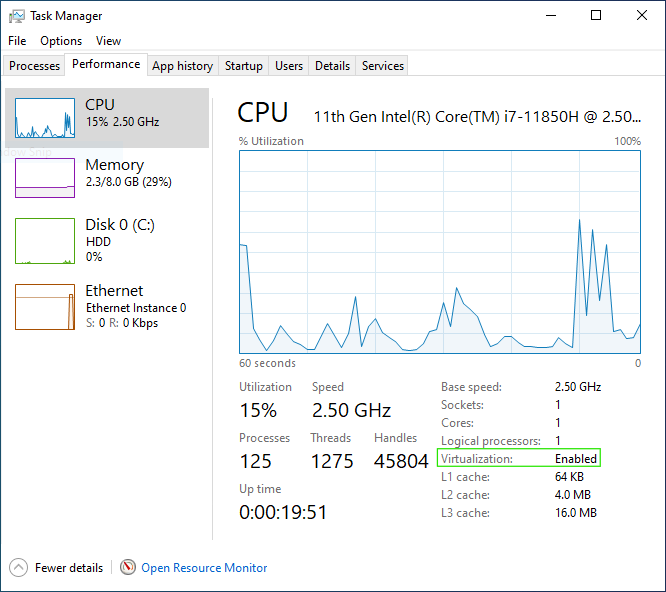 Task Manager
File Options View
Processes Performance App history Startup Users Details Services
CPU
15% 2.50 GHz
Memory
2.3/8.0 GB (29%)
Disk 0 (C:)
HDD
0%
Ethernet
Ethernet Instance 0
S: 0 R: 0 Kbps
CPU 11th Gen Intel(R) Core(TM) i7-11850H @ 2.50...
% Utilization 100%
60 seconds 0
Utilization Speed
15% 2.50 GHz
Processes Threads Handles
125 1275 45804
Up time
0:00:19:51
Base speed: 2.50 GHz
Sockets: 1
Cores: 1
Logical processors: 1
Virtualization: Enabled
L1 cache: 64 KB
L2 cache: 4.0 MB
L3 cache: 16.0 MB
Fewer details Open Resource Monitor